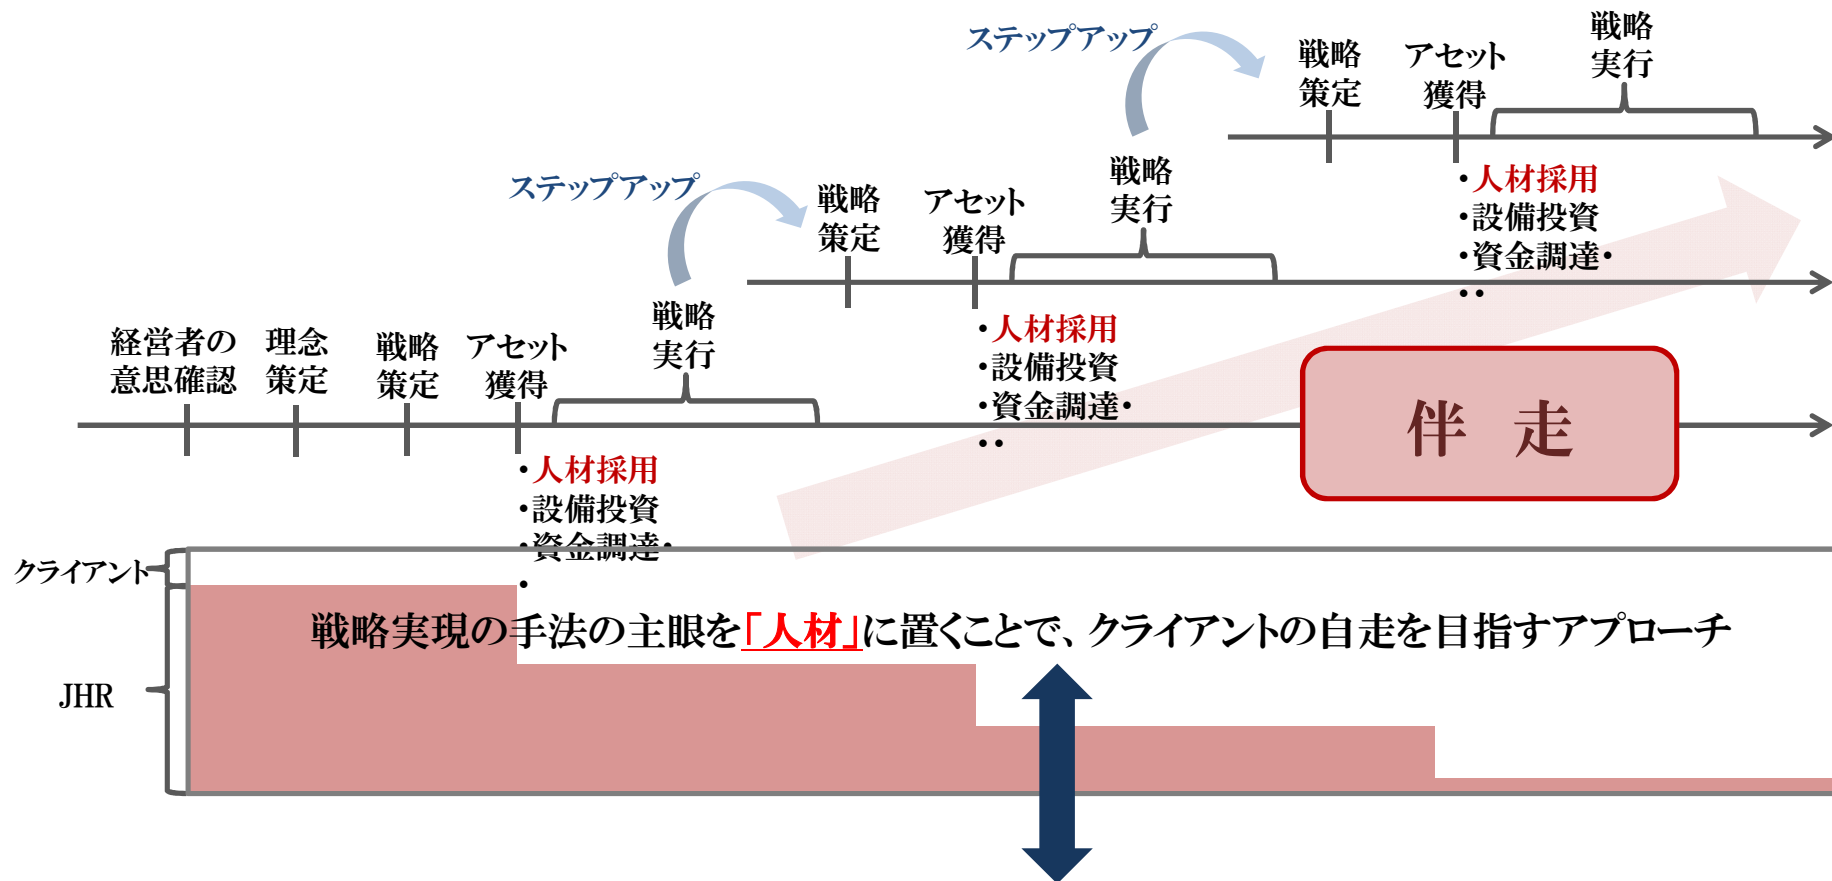 ステップアップ
戦略
策定
アセット
獲得
戦略
実行
・人材採用
・設備投資
・資金調達・
・・
ステップアップ
戦略
策定
アセット
獲得
戦略
実行
・人材採用
・設備投資
・資金調達・
・・
経営者の
意思確認
理念
策定
戦略
策定
アセット
獲得
戦略
実行
・人材採用
・設備投資
・資金調達・
・
伴 走
クライアント
JHR
戦略実現の手法の主眼を「人材」に置くことで、クライアントの自走を目指すアプローチ